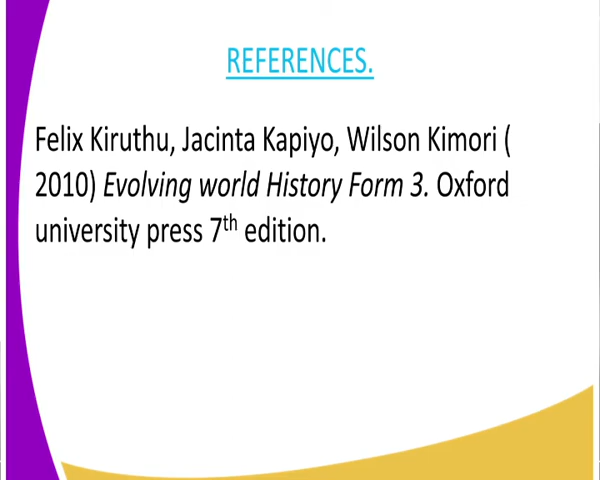 REFERENCES.
Felix Kiruthu, Jacinta Kapiyo, Wilson Kimori (
2010) Evolving world History Form 3. Oxford
university press 7th edition.